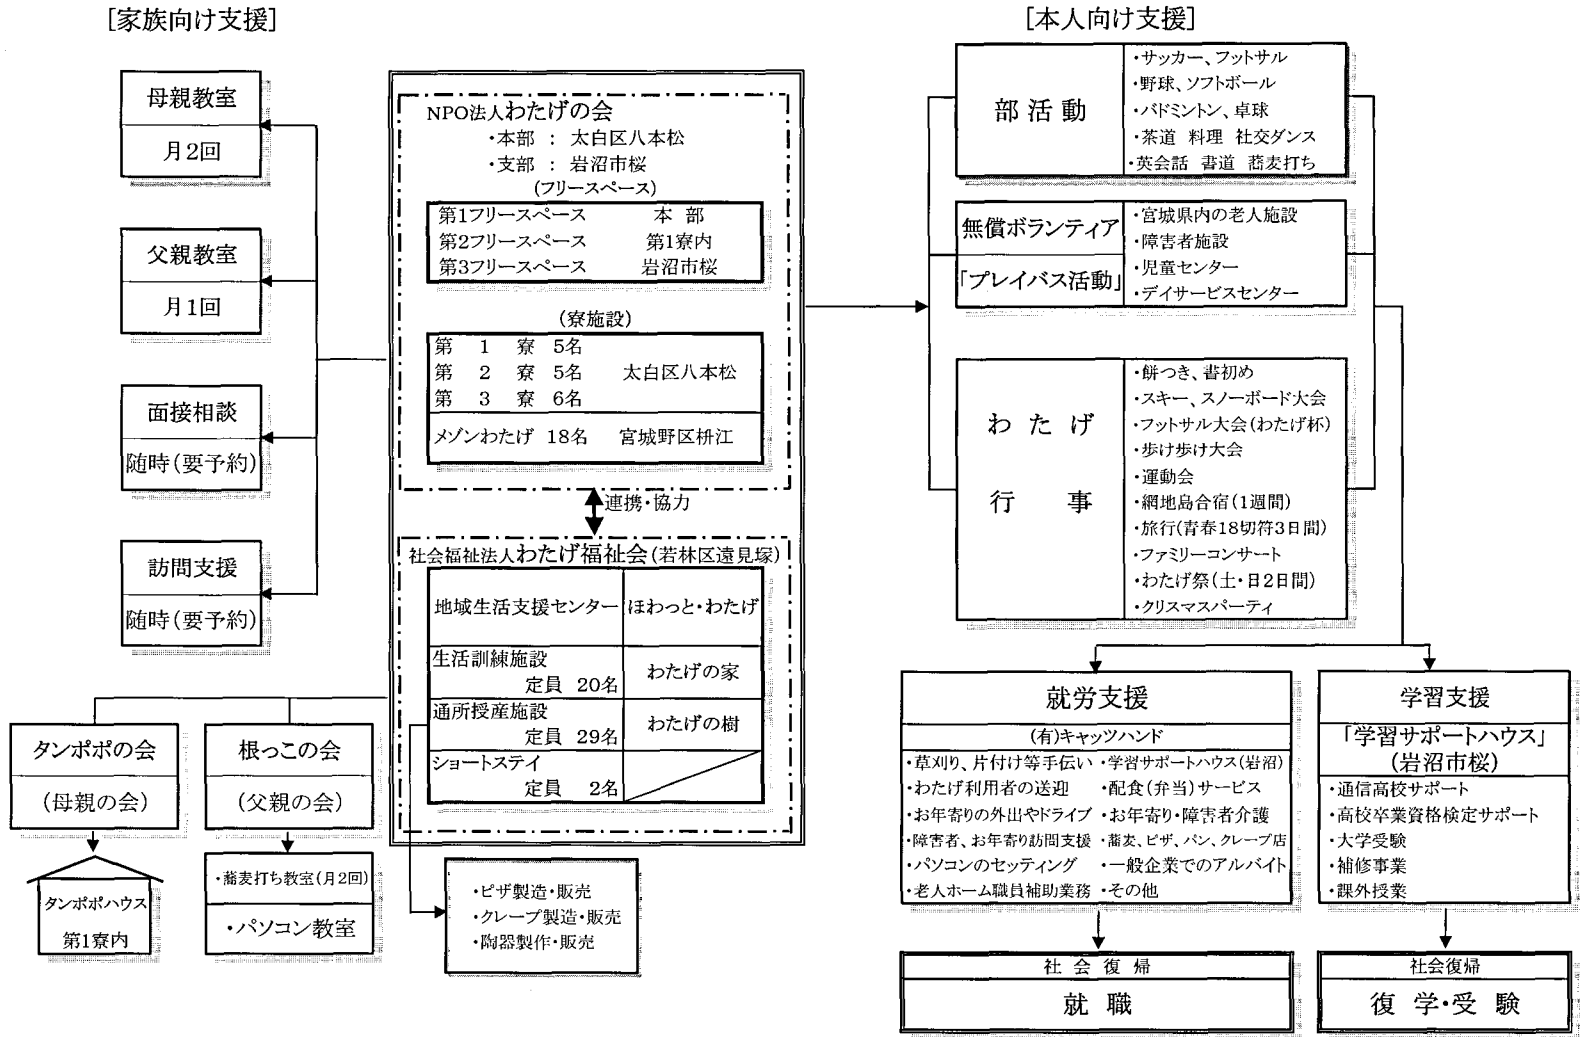 [家族向け支援]
母親教室
月2回
父親教室
月1回
面接相談
随時(要予約)
訪問支援
随時(要予約)
タンポポの会
(母親の会)
タンポポハウス
第1寮内
根っこの会
(父親の会)
・蕎麦打ち教室(月2回)
・パソコン教室
NPO法人わたげの会
・本部 : 太白区八本松
・支部 : 岩沼市桜
(フリースペース)
第1フリースペース 本 部
第2フリースペース 第1寮内
第3フリースペース 岩沼市桜
(寮施設)
第 1 寮 5名
第 2 寮 5名 太白区八本松
第 3 寮 6名
メゾンわたげ 18名 宮城野区枡江
連携・協力
社会福祉法人わたげ福祉会(若林区遠見塚)
地域生活支援センター ほわっと・わたげ
生活訓練施設
定員 20名 わたげの家
通所授産施設
定員 29名 わたげの樹
ショートステイ
定員 2名
・ピザ製造・販売
・クレープ製造・販売
・陶器製作・販売
[本人向け支援]
部 活 動
・サッカー、フットサル
・野球、ソフトボール
・バドミントン、卓球
・茶道 料理 社交ダンス
・英会話 書道 蕎麦打ち
無償ボランティア
「プレイバス活動」
・宮城県内の老人施設
・障害者施設
・児童センター
・デイサービスセンター
わ た げ
行 事
・餅つき、書初め
・スキー、スノーボード大会
・フットサル大会(わたげ杯)
・歩け歩け大会
・運動会
・網地島合宿(1週間)
・旅行(青春18切符3日間)
・ファミリーコンサート
・わたげ祭(土・日2日間)
・クリスマスパーティ
就労支援
(有)キャッツハンド
・草刈り、片付け等手伝い ・学習サポートハウス(岩沼)
・わたげ利用者の送迎 ・配食(弁当)サービス
・お年寄りの外出やドライブ ・お年寄り・障害者介護
・障害者、お年寄り訪問支援 ・蕎麦、ピザ、パン、クレープ店
・パソコンのセッティング ・一般企業でのアルバイト
・老人ホーム職員補助業務 ・その他
社 会 復 帰
就 職
学習支援
「学習サポートハウス」
(岩沼市桜)
・通信高校サポート
・高校卒業資格検定サポート
・大学受験
・補修事業
・課外授業
社会復帰
復 学・受 験